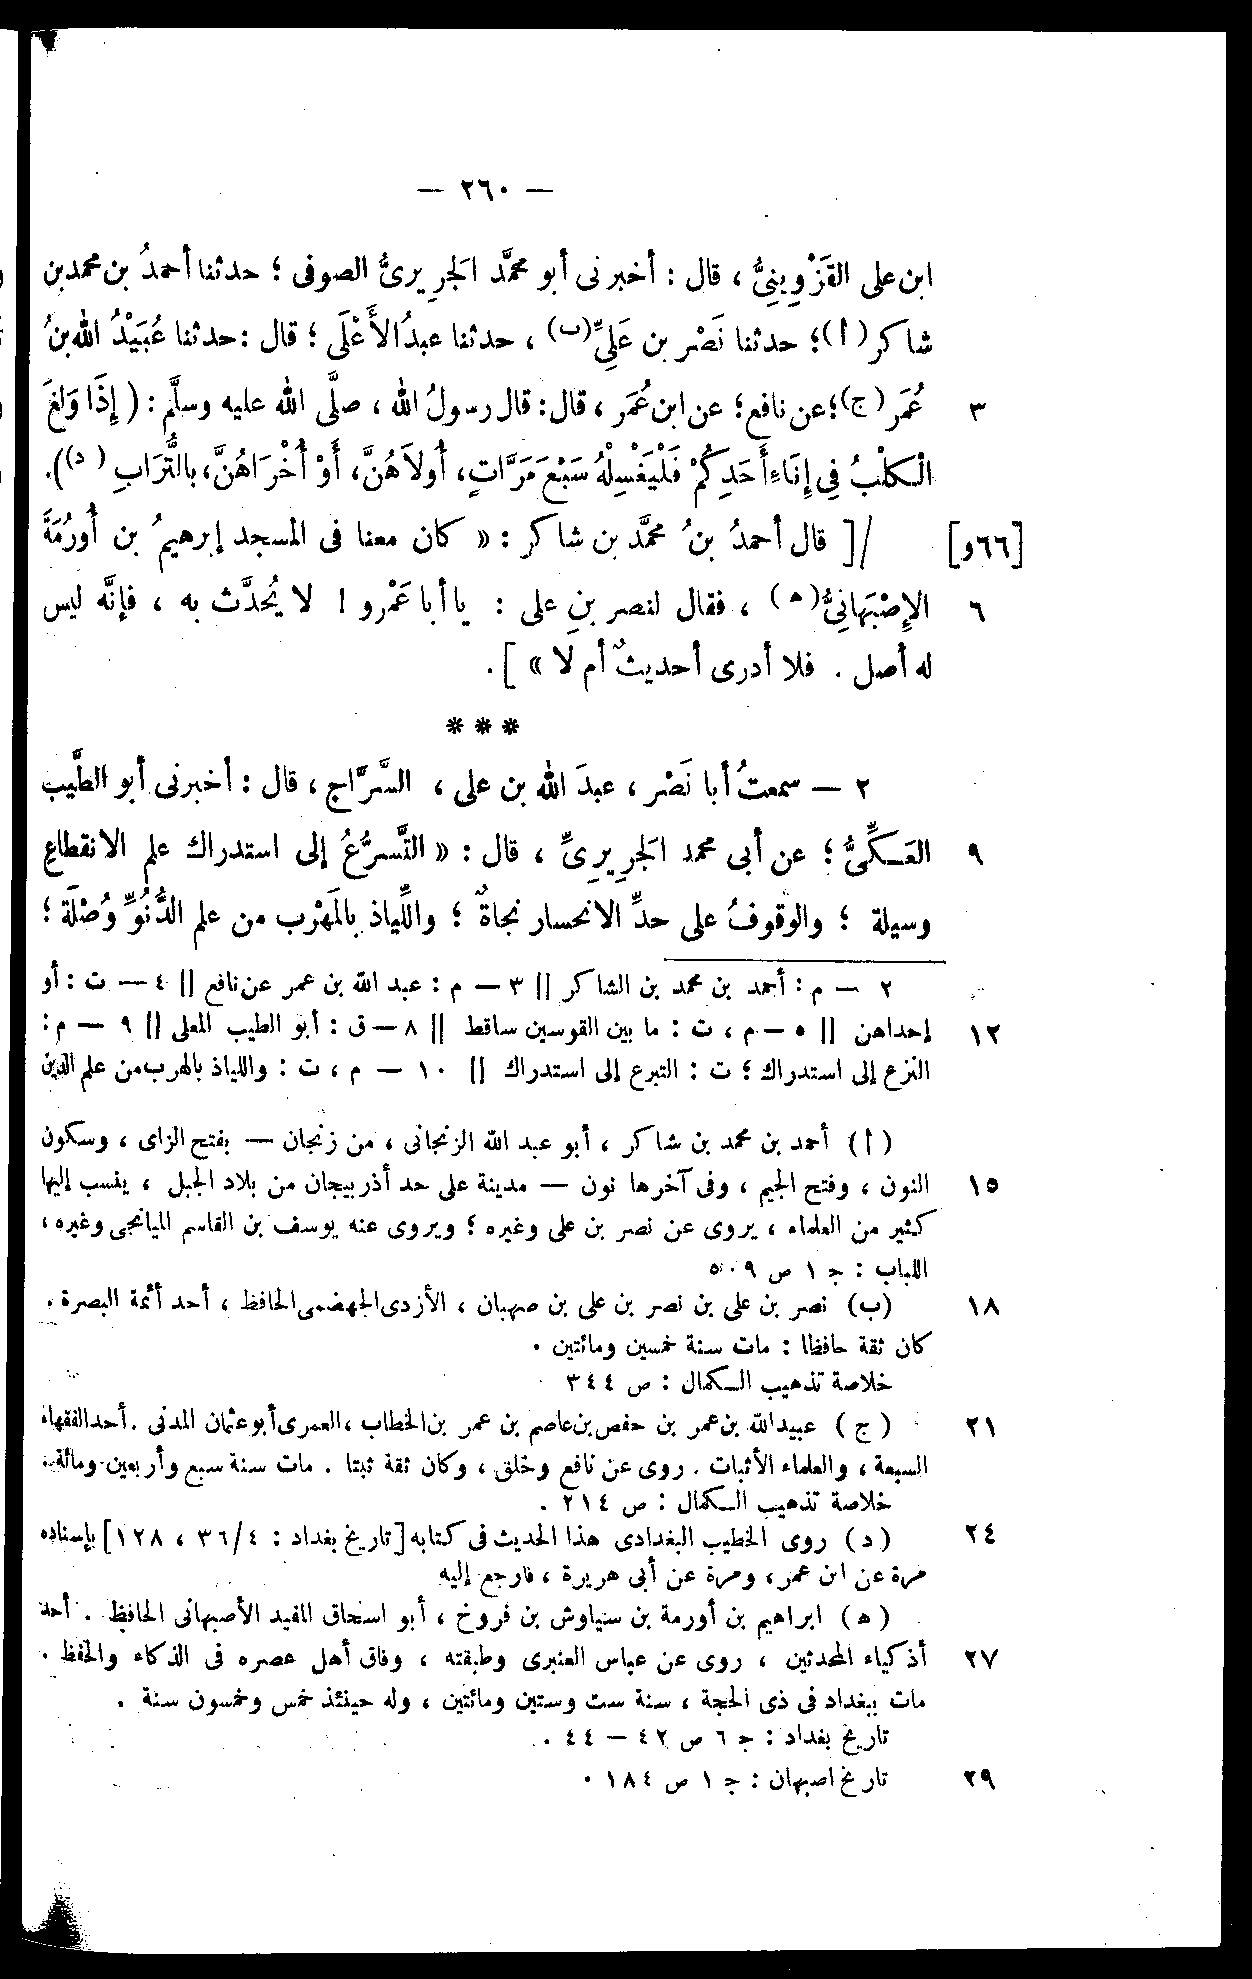 — ٢٦٠ —
ابن على القَزْوِينِىُّ ، قال : أخبرنى أبو محمَّد الجرِيرىُّ الصوفى ؛ حدثنا أحمدُ بن محمد بن
شاكر (أ)؛ حدثنا نَصْر بن عَلِىٍّ (ب) ، حدثنا عبدُ الأَعْلَى ؛ قال : حدثنا عُبَيْدُ الله بنُ
٣ عُمَر (ج)؛ عن نافع؛ عن ابن عُمَر ، قال : قال رسولُ الله ، صلَّى الله عليه وسلَّم : ( إِذَا وَلَغَ
الْكَلْبُ فِى إِنَاءِ أَحَدِكُمْ فَلْيَغْسِلْهُ سَبْعَ مَرَّاتٍ، أُولاَهُنَّ، أَوْ أُخْرَاهُنَّ، بالتُّرَابِ (د)).
[٦٦و] /[ قال أحمدُ بنُ محمَّد بن شاكر : « كان معنا فى المسجد إبرهيمُ بن أُورُمَةَ
٦ الإصْبَهَانِىُّ (ه) ، فقال لنصر بنِ على : يا أبا عَمْرو ! لا يُحدَّث به ، فإنَّه ليس
له أصل . فلا أدرى أحديثٌ أم لَا » ] .
* * *
٢ — سمعتُ أبا نَصْر ، عبدَ الله بن على ، السَّرَّاج ، قال : أخبرنى أبو الطَّيب
٩ العَكِّىُّ ؛ عن أبى محمد الجرِيرِىِّ ، قال : « التَّسرُّعُ إلى استدراك علم الانقطاعِ
وسيلة ؛ والوقوفُ على حدِّ الانحسار نجاةٌ ؛ واللِّياذ بالمَهْرب من علم الدُّنُوِّ وُصْلَة ؛
٢ — م : أحمد بن محمد بن الشاكر || ٣ — م : عبد الله بن عمر عن نافع || ٤ — ت : أو
١٢ إحداهن || ٥ — م ، ت : ما بين القوسين ساقط || ٨ — ق : أبو الطيب المعلى || ٩ — م :
النزع إلى استدراك ؛ ت : التبرع إلى استدراك || ١٠ — م ، ت : واللياذ بالهرب من علم الدين
(أ) أحمد بن محمد بن شاكر ، أبو عبد الله الزنجانى ، من زنجان — بفتح الزاى ، وسكون
١٥ النون ، وفتح الجيم ، وفى آخرها نون — مدينة على حد أذربيجان من بلاد الجبل ، ينسب إليها
كثير من العلماء ، يروى عن نصر بن على وغيره ؛ ويروى عنه يوسف بن القاسم الميانجى وغيره ،
اللباب : ج ١ ص ٥٠٩
١٨ (ب) نصر بن على بن نصر بن على بن صهبان ، الأزدى الجهضمى الحافظ ، أحد أئمة البصرة .
كان ثقة حافظا : مات سنة خمسين ومائتين .
خلاصة تذهيب الكمال : ص ٣٤٤
٢١ (ج) عبيد الله بن عمر بن حفص بن عاصم بن عمر بن الخطاب ، العمرى أبو عثمان المدنى . أحد الفقهاء
السبعة ، والعلماء الأثبات . روى عن نافع وخلق ، وكان ثقة ثبتا . مات سنة سبع وأربعين ومائة .
خلاصة تذهيب الكمال : ص ٢١٤ .
٢٤ (د) روى الخطيب البغدادى هذا الحديث فى كتابه [ تاريخ بغداد : ٣٦/٤ ، ١٢٨ ] بإسناده
مرة عن ابن عمر، ومرة عن أبى هريرة ، فارجع إليه
(ه) ابراهيم بن أورمة بن سنياوش بن فروخ ، أبو اسحاق المفيد الأصبهانى الحافظ . أحد
٢٧ أذكياء المحدثين ، روى عن عباس العنبرى وطبقته ، وفاق أهل عصره فى الذكاء والحفظ .
مات ببغداد فى ذى الحجة ، سنة ست وستين ومائتين ، وله حينئذ خمس وخمسون سنة .
تاريخ بغداد : ج ٦ ص ٤٢ — ٤٤ .
٢٩ تاريخ اصبهان : ج ١ ص ١٨٤ .